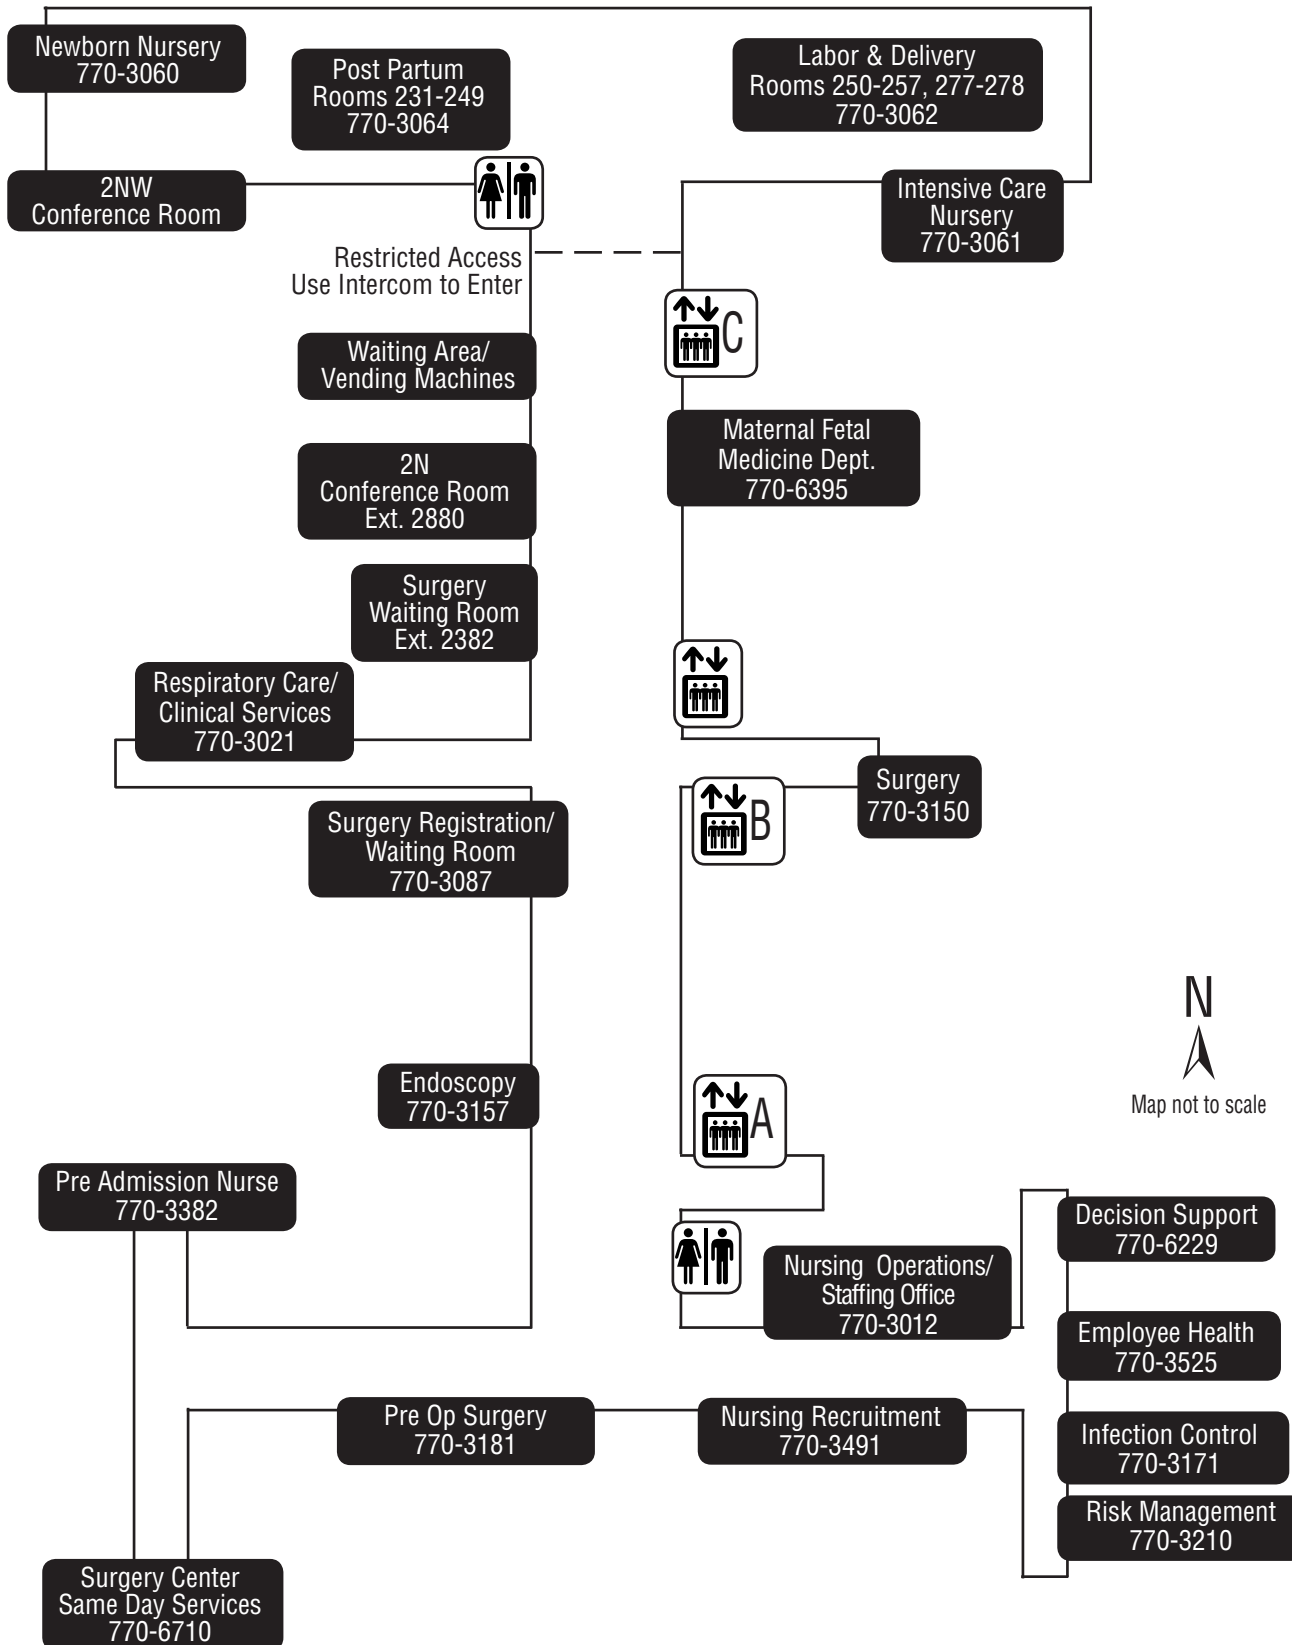 Newborn Nursery
770-3060
Post Partum
Rooms 231-249
770-3064
Labor & Delivery
Rooms 250-257, 277-278
770-3062
2NW
Conference Room
Intensive Care
Nursery
770-3061
Restricted Access
Use Intercom to Enter
C
Waiting Area/
Vending Machines
Maternal Fetal
Medicine Dept.
770-6395
2N
Conference Room
Ext. 2880
Surgery
Waiting Room
Ext. 2382
Respiratory Care/
Clinical Services
770-3021
Surgery
770-3150
B
Surgery Registration/
Waiting Room
770-3087
N
Map not to scale
Endoscopy
770-3157
A
Pre Admission Nurse
770-3382
Decision Support
770-6229
Nursing Operations/
Staffing Office
770-3012
Employee Health
770-3525
Pre Op Surgery
770-3181
Nursing Recruitment
770-3491
Infection Control
770-3171
Risk Management
770-3210
Surgery Center
Same Day Services
770-6710